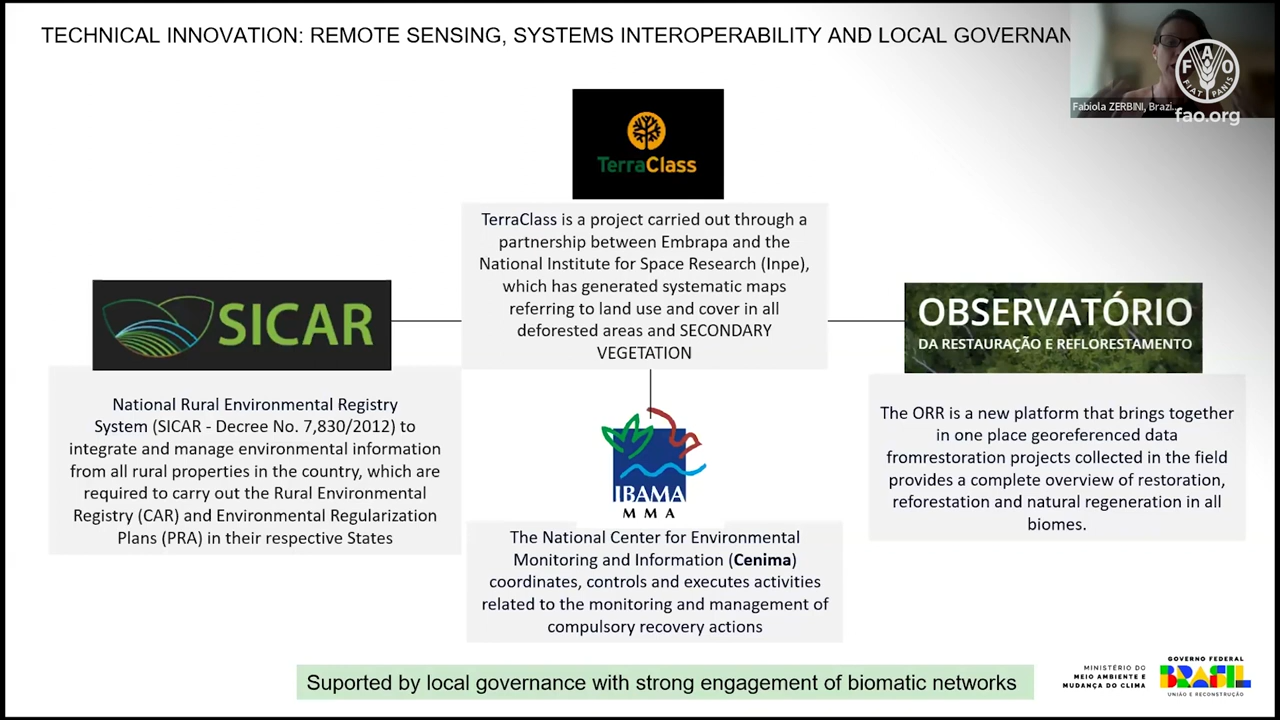 TECHNICAL INNOVATION: REMOTE SENSING, SYSTEMS INTEROPERABILITY AND LOCAL GOVERNAN
Fabiola ZERBINI, Brazi...
FAO
FIAT PANIS
fao.org
TerraClass
TerraClass is a project carried out through a
partnership between Embrapa and the
National Institute for Space Research (Inpe),
which has generated systematic maps
referring to land use and cover in all
deforested areas and SECONDARY
VEGETATION
SICAR
National Rural Environmental Registry
System (SICAR - Decree No. 7,830/2012) to
integrate and manage environmental information
from all rural properties in the country, which are
required to carry out the Rural Environmental
Registry (CAR) and Environmental Regularization
Plans (PRA) in their respective States
IBAMA
MMA
The National Center for Environmental
Monitoring and Information (Cenima)
coordinates, controls and executes activities
related to the monitoring and management of
compulsory recovery actions
OBSERVATÓRIO
DA RESTAURAÇÃO E REFLORESTAMENTO
The ORR is a new platform that brings together
in one place georeferenced data
fromrestoration projects collected in the field
provides a complete overview of restoration,
reforestation and natural regeneration in all
biomes.
Suported by local governance with strong engagement of biomatic networks
MINISTÉRIO DO
MEIO AMBIENTE E
MUDANÇA DO CLIMA
GOVERNO FEDERAL
BRASIL
UNIÃO E RECONSTRUÇÃO